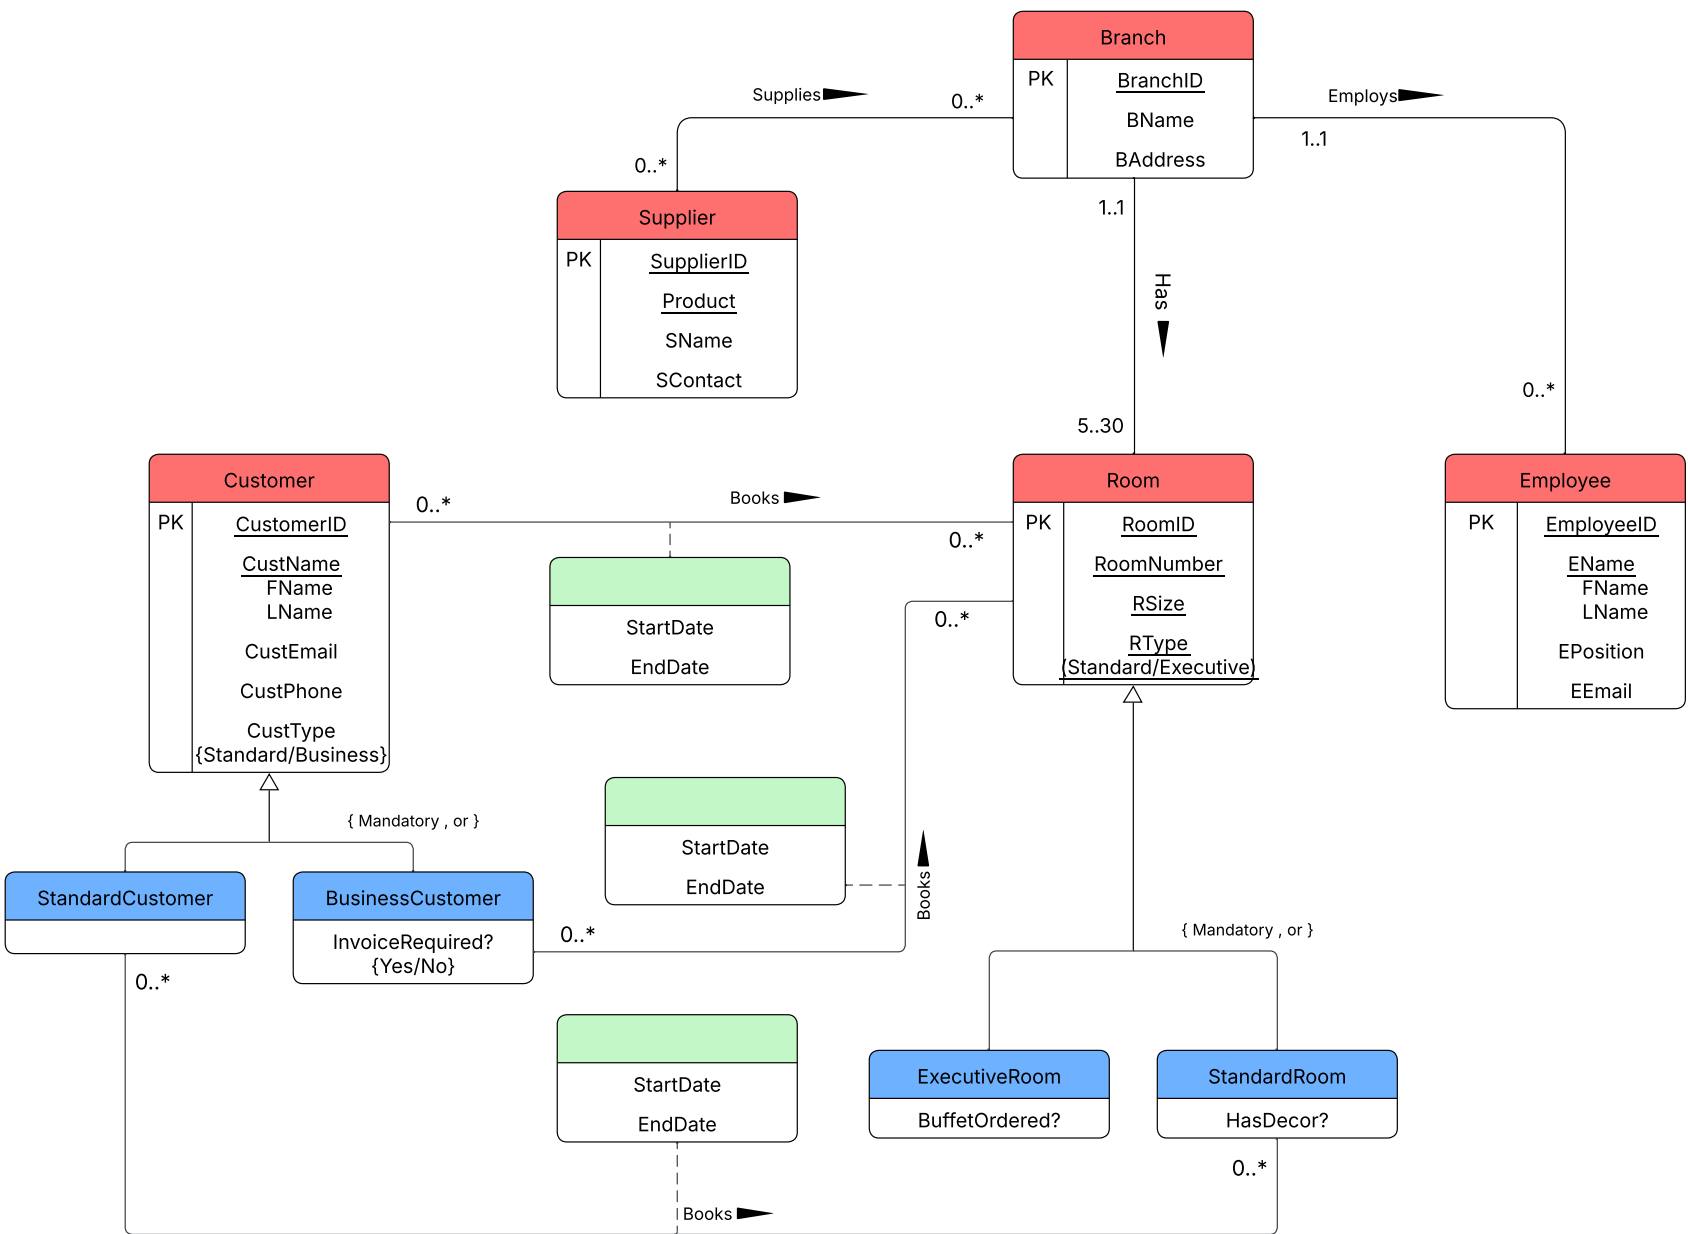 Branch
PK
BranchID
BName
BAddress
Supplies
0..*
0..*
Employs
1..1
1..1
Has
5..30
0..*
Supplier
PK
SupplierID
Product
SName
SContact
Customer
PK
CustomerID
CustName
FName
LName
CustEmail
CustPhone
CustType
{Standard/Business}
0..*
Books
0..*
StartDate
EndDate
Room
PK
RoomID
RoomNumber
RSize
RType
(Standard/Executive)
0..*
Employee
PK
EmployeeID
EName
FName
LName
EPosition
EEmail
{ Mandatory , or }
StandardCustomer
BusinessCustomer
InvoiceRequired?
{Yes/No}
0..*
0..*
StartDate
EndDate
Books
{ Mandatory , or }
ExecutiveRoom
BuffetOrdered?
StandardRoom
HasDecor?
0..*
StartDate
EndDate
Books